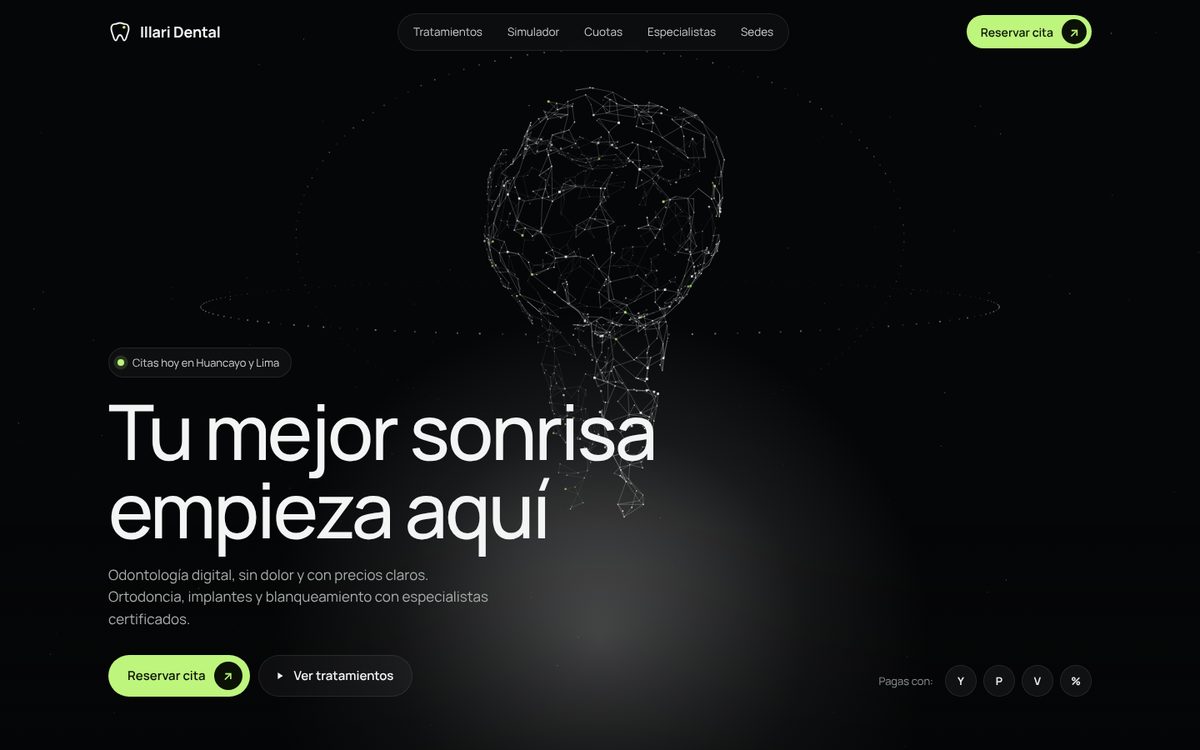 Illari Dental
Tratamientos
Simulador
Cuotas
Especialistas
Sedes
Reservar cita
Citas hoy en Huancayo y Lima
Tu mejor sonrisa
empieza aquí
Odontología digital, sin dolor y con precios claros.
Ortodoncia, implantes y blanqueamiento con especialistas
certificados.
Reservar cita
Ver tratamientos
Pagas con:
Y
P
V
%